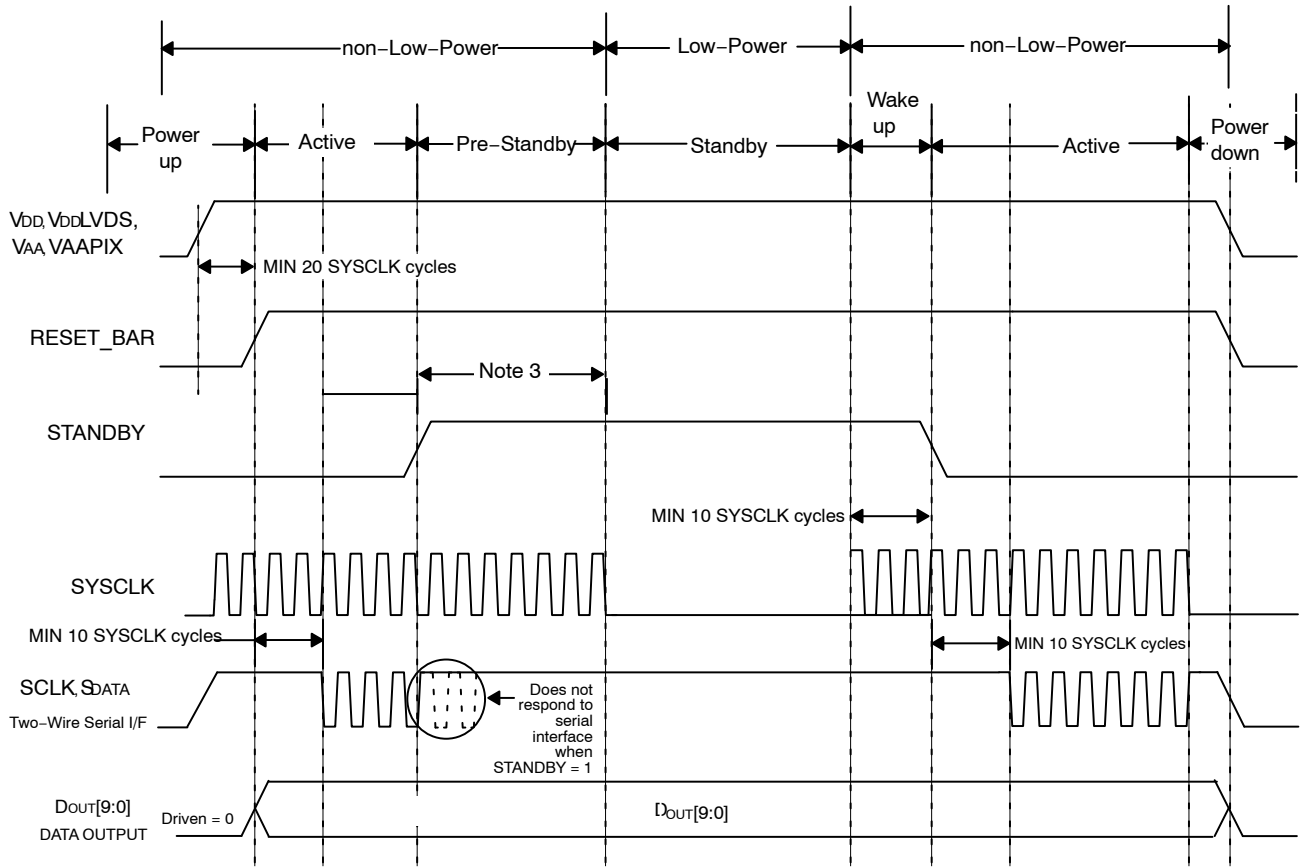 non−Low−Power
Low−Power
non−Low−Power
Power
up
Active
Pre−Standby
Standby
Wake
up
Active
Power
down
VDD, VDDLVDS,
VAA, VAAPIX
MIN 20 SYSCLK cycles
RESET_BAR
Note 3
STANDBY
MIN 10 SYSCLK cycles
SYSCLK
MIN 10 SYSCLK cycles
MIN 10 SYSCLK cycles
SCLK, SDATA
Two−Wire Serial I/F
Does not
respond to
serial
interface
when
STANDBY = 1
DOUT[9:0]
DATA OUTPUT
Driven = 0
DOUT[9:0]